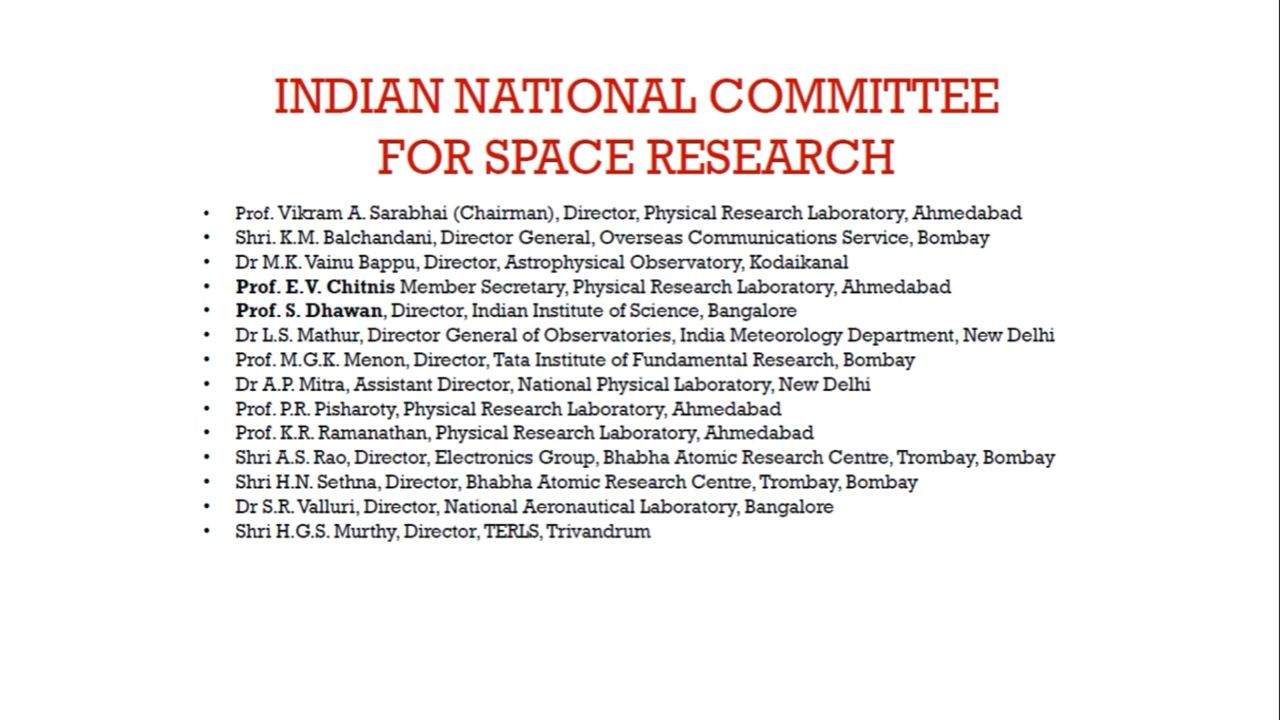 INDIAN NATIONAL COMMITTEE
FOR SPACE RESEARCH
• Prof. Vikram A. Sarabhai (Chairman), Director, Physical Research Laboratory, Ahmedabad
• Shri. K.M. Balchandani, Director General, Overseas Communications Service, Bombay
• Dr M.K. Vainu Bappu, Director, Astrophysical Observatory, Kodaikanal
• Prof. E.V. Chitnis Member Secretary, Physical Research Laboratory, Ahmedabad
• Prof. S. Dhawan, Director, Indian Institute of Science, Bangalore
• Dr L.S. Mathur, Director General of Observatories, India Meteorology Department, New Delhi
• Prof. M.G.K. Menon, Director, Tata Institute of Fundamental Research, Bombay
• Dr A.P. Mitra, Assistant Director, National Physical Laboratory, New Delhi
• Prof. P.R. Pisharoty, Physical Research Laboratory, Ahmedabad
• Prof. K.R. Ramanathan, Physical Research Laboratory, Ahmedabad
• Shri A.S. Rao, Director, Electronics Group, Bhabha Atomic Research Centre, Trombay, Bombay
• Shri H.N. Sethna, Director, Bhabha Atomic Research Centre, Trombay, Bombay
• Dr S.R. Valluri, Director, National Aeronautical Laboratory, Bangalore
• Shri H.G.S. Murthy, Director, TERLS, Trivandrum